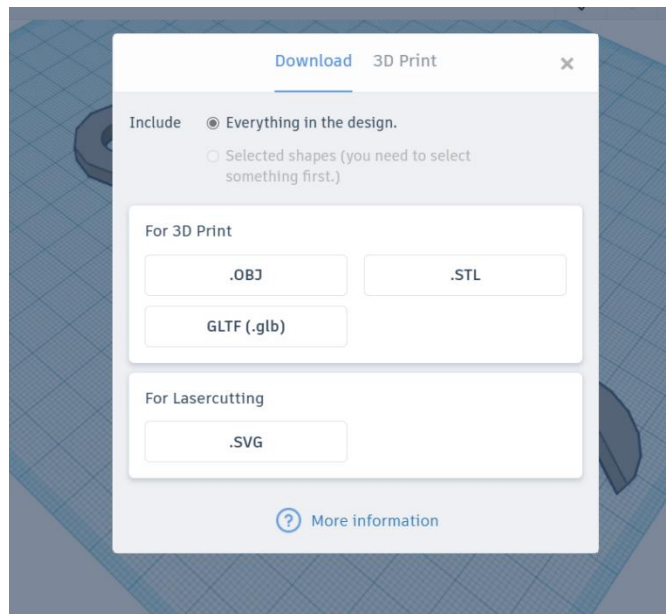 Download 3D Print
Include Everything in the design.
Selected shapes (you need to select
something first.)
For 3D Print
.OBJ .STL
GLTF (.glb)
For Lasercutting
.SVG
? More information